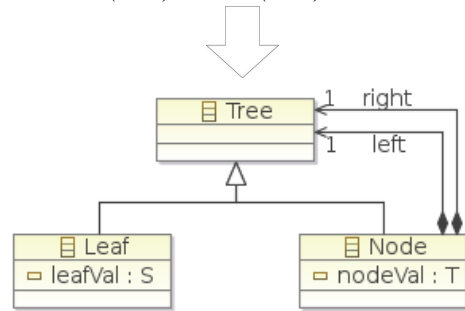 Tree
1 right
1 left
Leaf
leafVal : S
Node
nodeVal : T